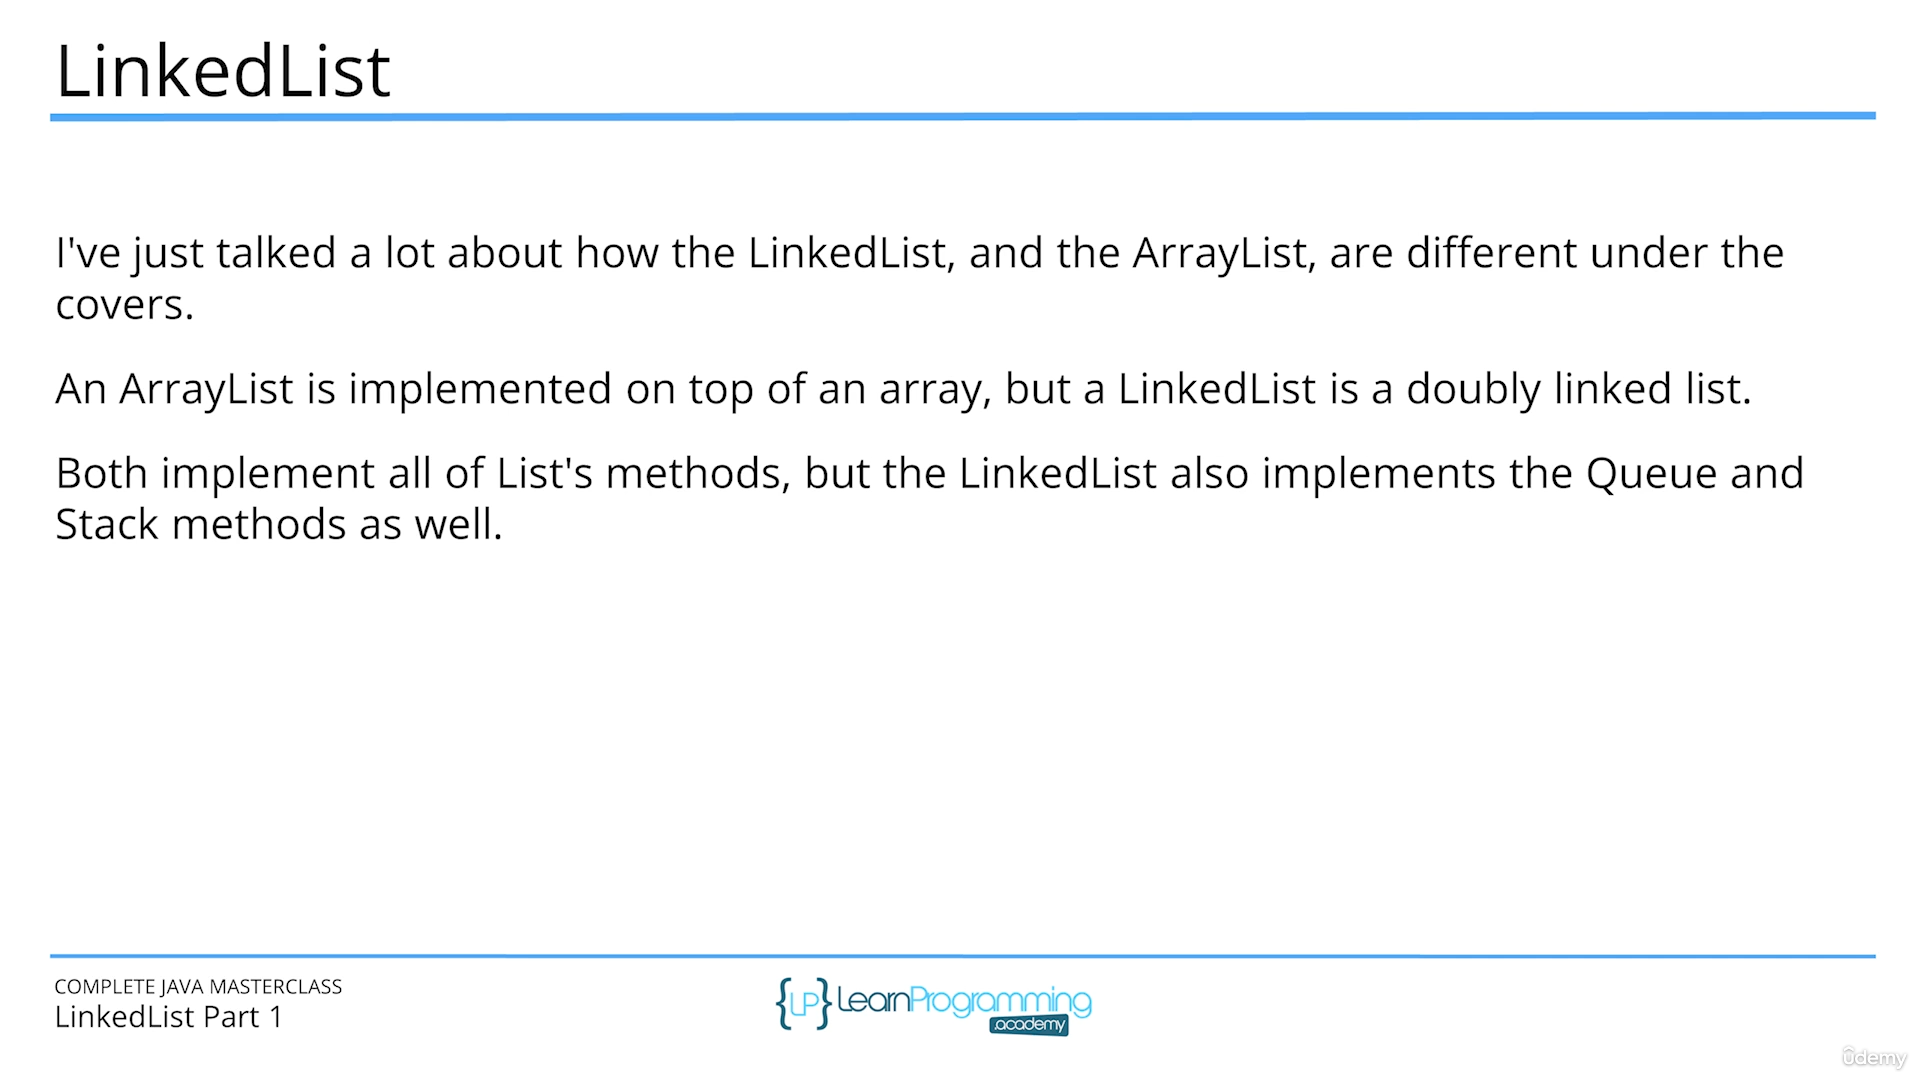 LinkedList
I've just talked a lot about how the LinkedList, and the ArrayList, are different under the
covers.
An ArrayList is implemented on top of an array, but a LinkedList is a doubly linked list.
Both implement all of List's methods, but the LinkedList also implements the Queue and
Stack methods as well.
COMPLETE JAVA MASTERCLASS
LinkedList Part 1
{LP} LearnProgramming
.academy
ûdemy